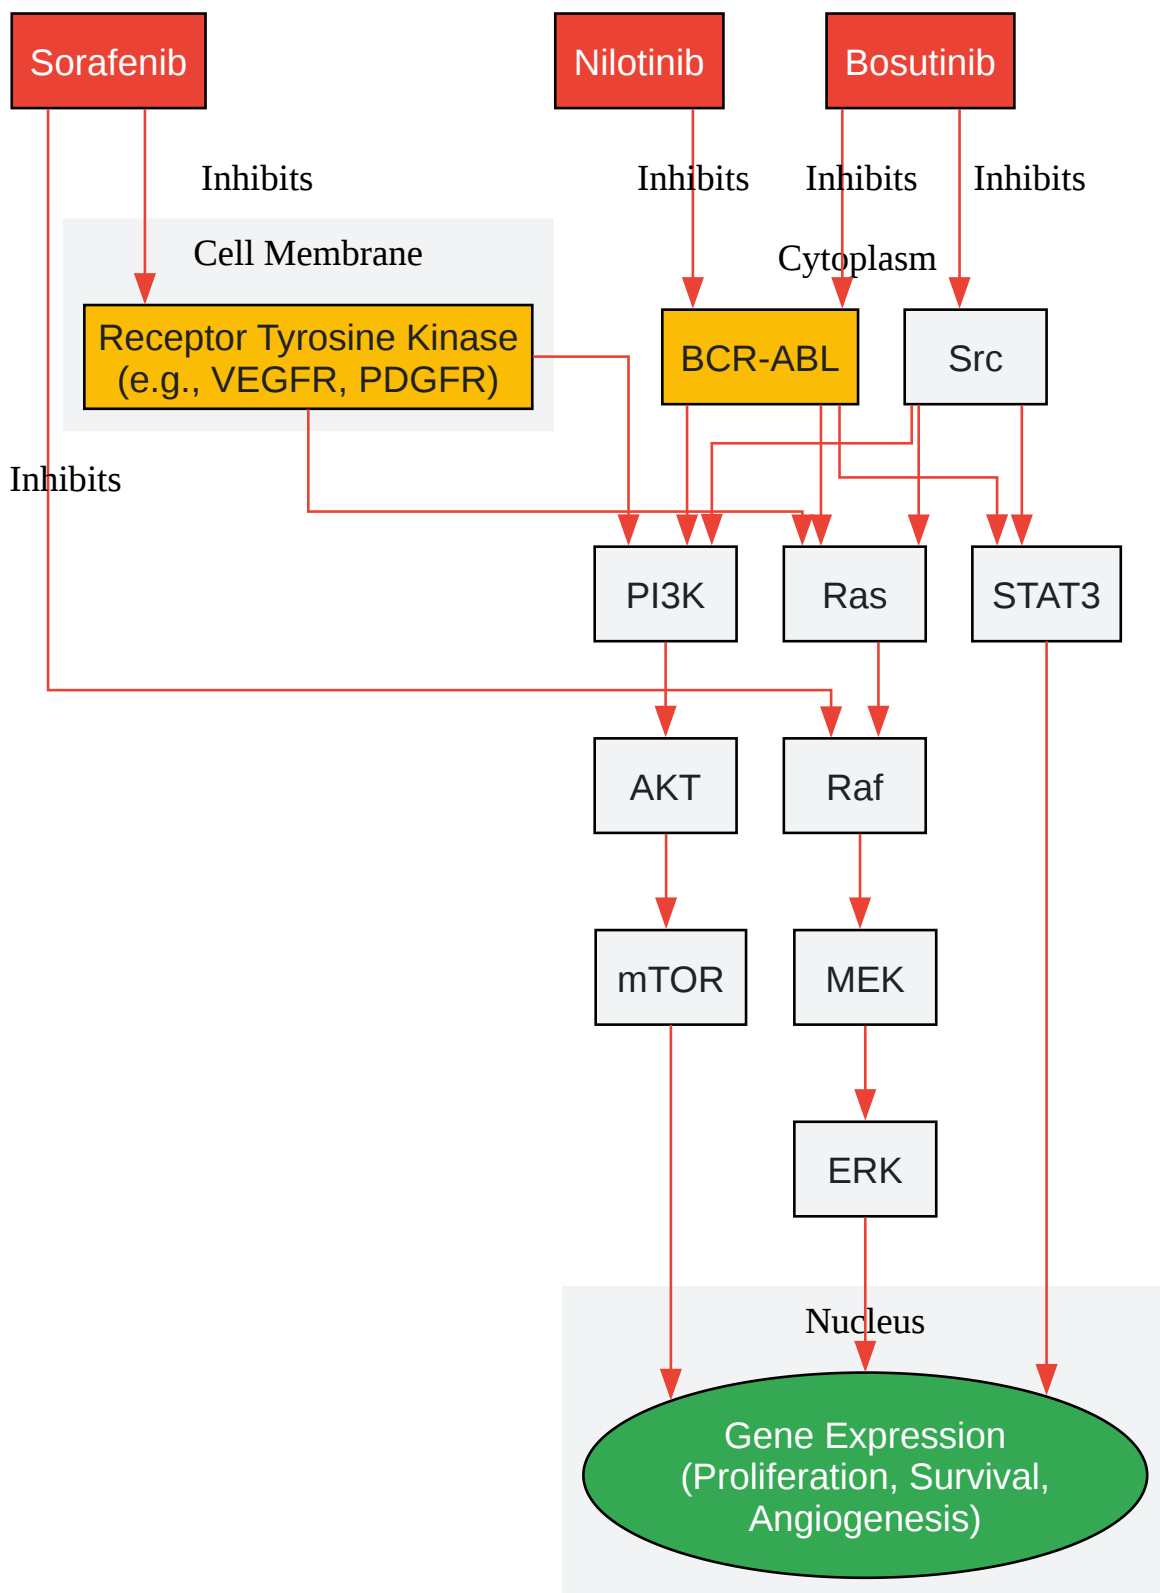 Sorafenib
Nilotinib
Bosutinib
Inhibits
Inhibits
Inhibits
Inhibits
Cell Membrane
Cytoplasm
Receptor Tyrosine Kinase
(e.g., VEGFR, PDGFR)
BCR-ABL
Src
Inhibits
PI3K
Ras
STAT3
AKT
Raf
mTOR
MEK
ERK
Nucleus
Gene Expression
(Proliferation, Survival,
Angiogenesis)